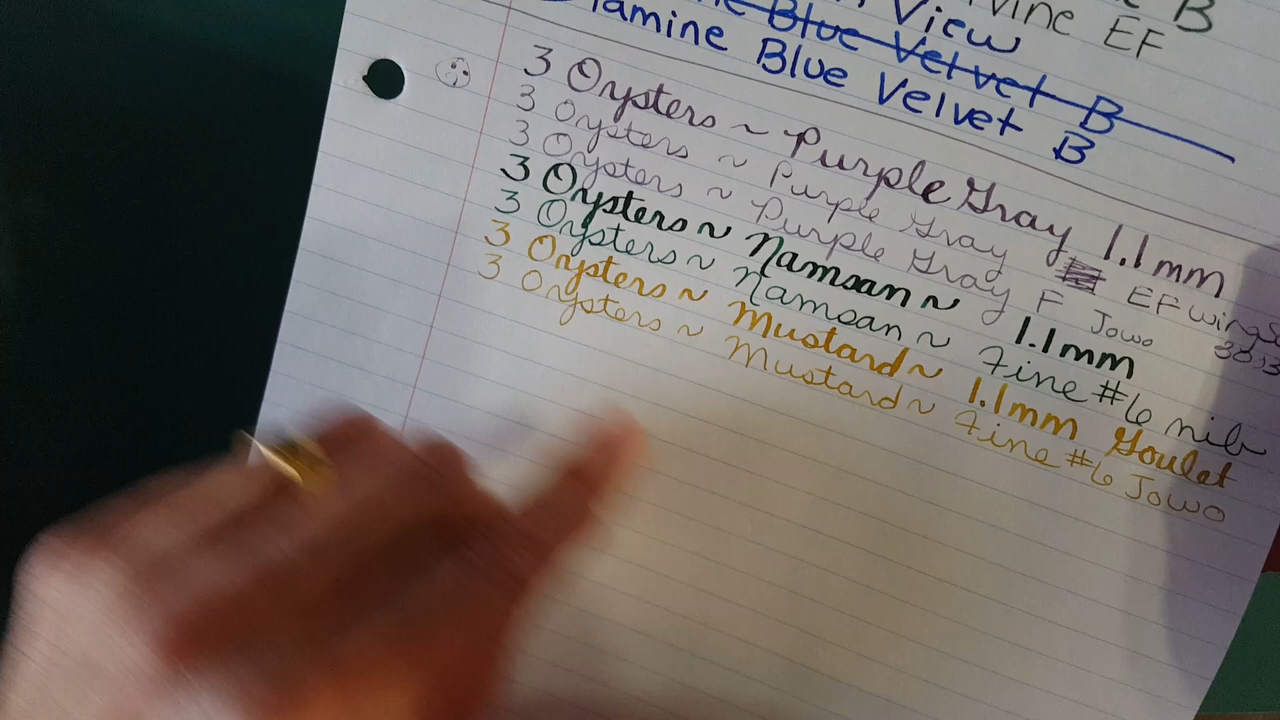 B
vine EF
View
Blue Velvet B
amine Blue Velvet B
3 Oysters ~ Purple Gray 1.1mm
3 Oysters ~ Purple Gray EF wings
3 Oysters ~ Purple Gray F Jowo
3 Oysters ~ Namsan ~ 1.1mm
3 Oysters ~ Namsan ~ Fine #6 nib
3 Oysters ~ Mustard ~ 1.1mm Goulet
3 Oysters ~ Mustard ~ Fine #6 Jowo